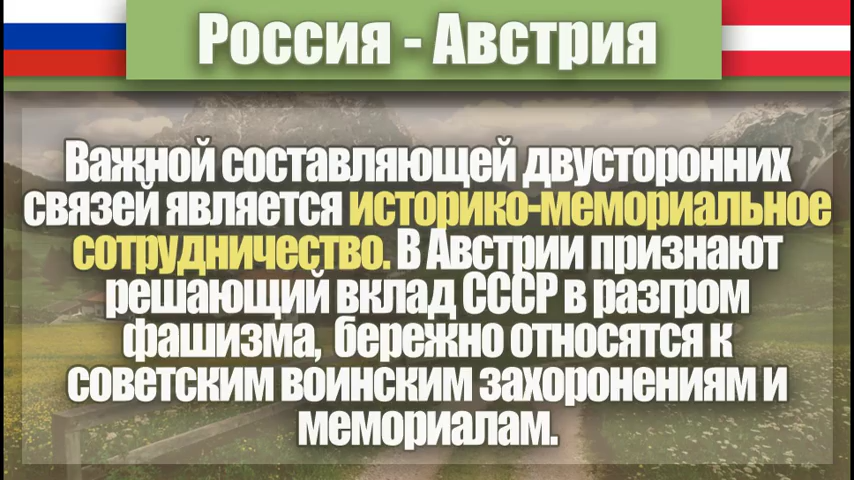 Россия - Австрия
Важной составляющей двусторонних
связей является историко-мемориальное
сотрудничество. В Австрии признают
решающий вклад СССР в разгром
фашизма, бережно относятся к
советским воинским захоронениям и
мемориалам.